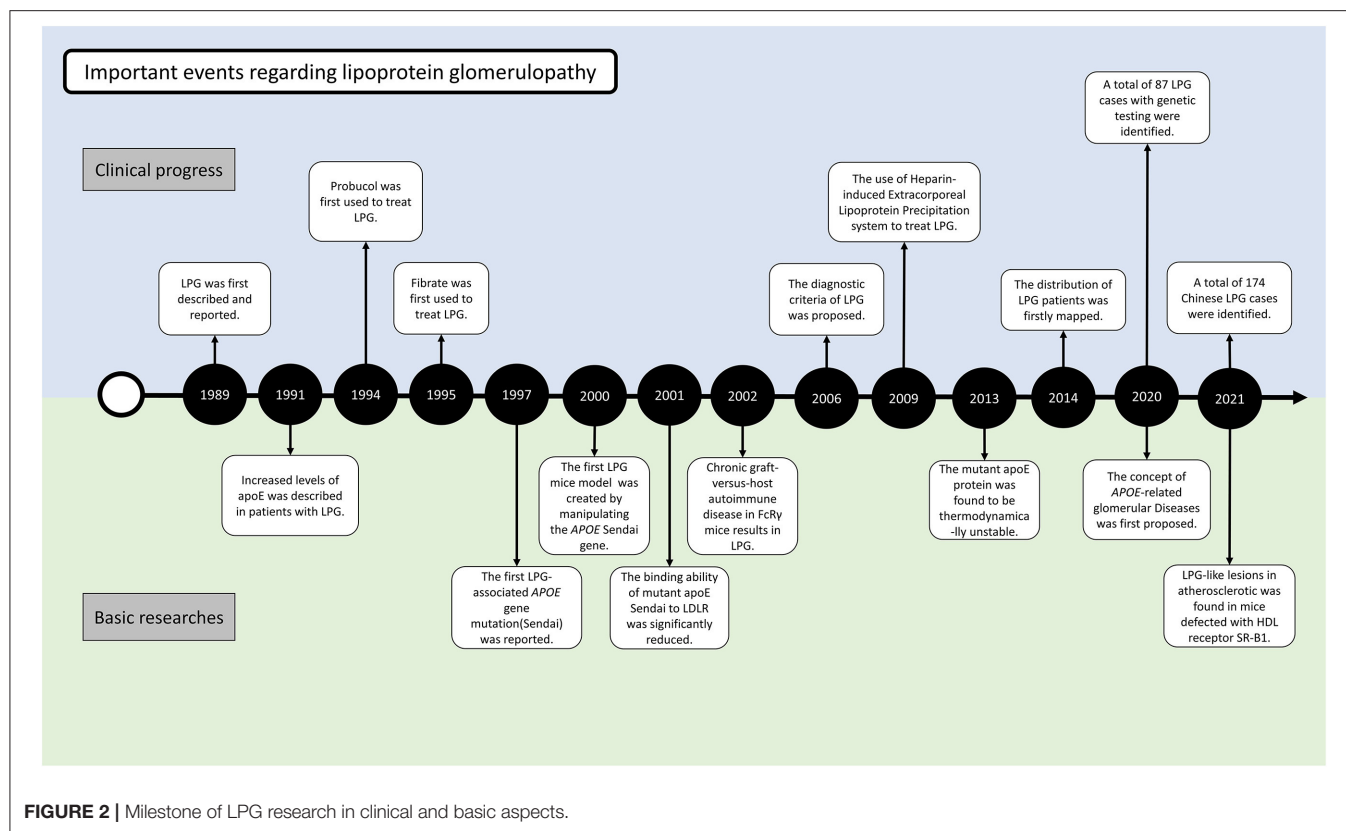 Important events regarding lipoprotein glomerulopathy
Clinical progress
LPG was first
described and
reported.
Probucol was
first used to treat
LPG.
Fibrate was
first used to
treat LPG.
The diagnostic
criteria of LPG
was proposed.
The use of Heparin-
induced Extracorporeal
Lipoprotein Precipitation
system to treat LPG.
The distribution of
LPG patients was
firstly mapped.
A total of 87 LPG
cases with genetic
testing were
identified.
A total of 174
Chinese LPG cases
were identified.
1989
1991
1994
1995
1997
2000
2001
2002
2006
2009
2013
2014
2020
2021
Increased levels of
apoE was described
in patients with LPG.
The first LPG-
associated APOE
gene
mutation(Sendai)
was reported.
The first LPG
mice model was
created by
manipulating
the APOE Sendai
gene.
The binding ability
of mutant apoE
Sendai to LDLR
was significantly
reduced.
Chronic graft-
versus-host
autoimmune
disease in FcRγ
mice results in
LPG.
The mutant apoE
protein was
found to be
thermodynamica
-lly unstable.
The concept of
APOE-related
glomerular Diseases
was first proposed.
LPG-like lesions in
atherosclerotic was
found in mice
defected with HDL
receptor SR-B1.
Basic researches
FIGURE 2 | Milestone of LPG research in clinical and basic aspects.